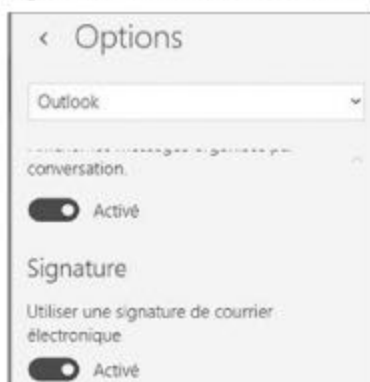 Options
Outlook
conversation.
Activé
Signature
Utiliser une signature de courrier
électronique
Activé